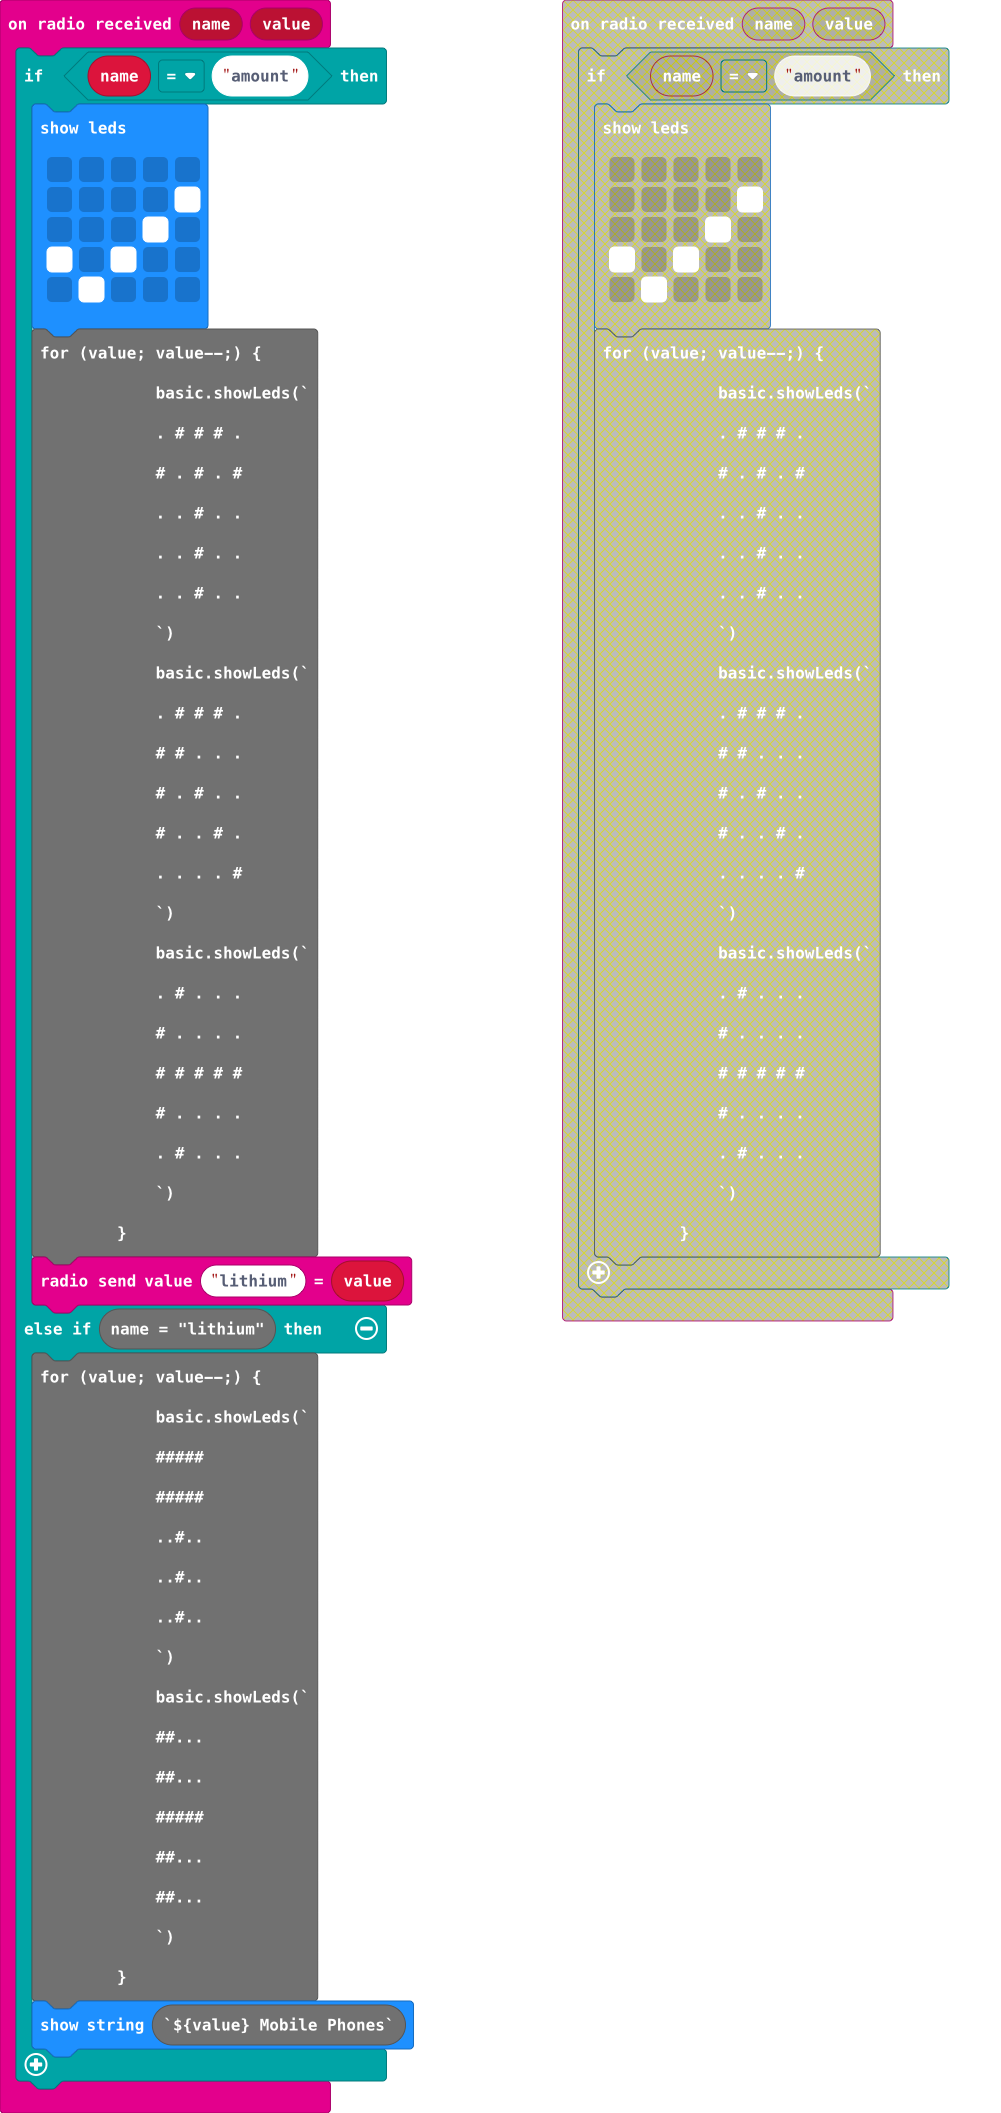 on radio received name value
if name = "amount" then
show leds
for (value; value--;) {
basic.showLeds(`
. # # # .
# . # . #
. . # . .
. . # . .
. . # . .
`)
basic.showLeds(`
. # # # .
# # . . .
# . # . .
# . . # .
. . . . #
`)
basic.showLeds(`
. # . . .
# . . . .
# # # # #
# . . . .
. # . . .
`)
}
radio send value "lithium" = value
else if name = "lithium" then
for (value; value--;) {
basic.showLeds(`
#####
#####
..#..
..#..
..#..
`)
basic.showLeds(`
##...
##...
#####
##...
##...
`)
}
show string `${value} Mobile Phones`
on radio received name value
if name = "amount" then
show leds
for (value; value--;) {
basic.showLeds(`
. # # # .
# . # . #
. . # . .
. . # . .
. . # . .
`)
basic.showLeds(`
. # # # .
# # . . .
# . # . .
# . . # .
. . . . #
`)
basic.showLeds(`
. # . . .
# . . . .
# # # # #
# . . . .
. # . . .
`)
}